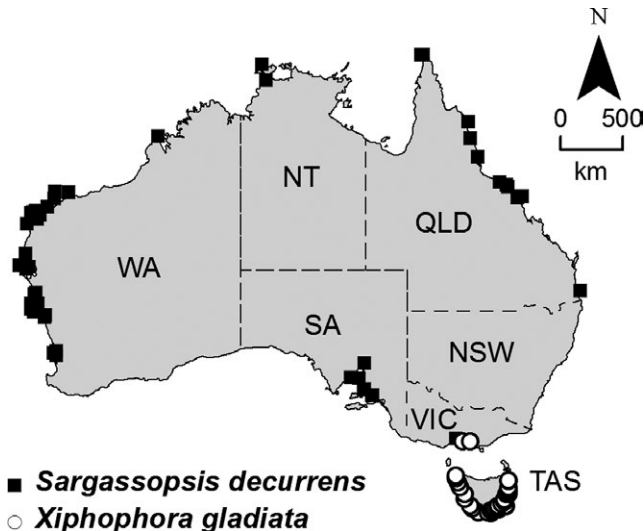 N
0 500
km
NT
QLD
WA
SA
NSW
VIC
TAS
Sargassopsis decurrens
Xiphophora gladiata